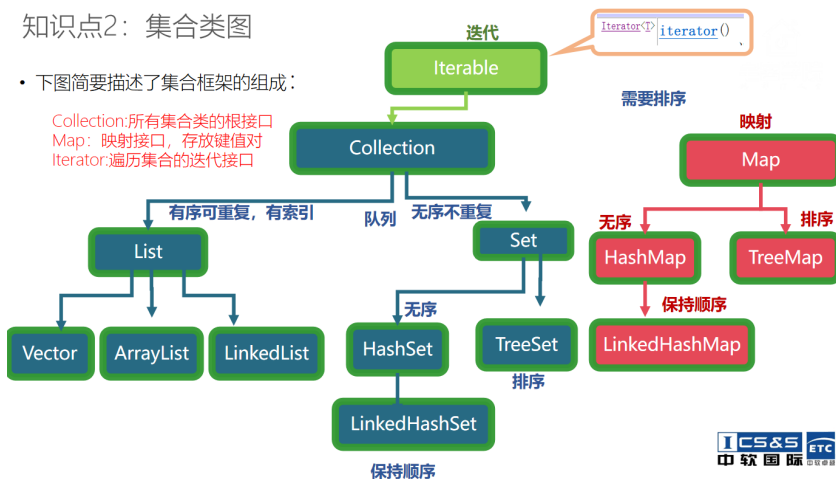 知识点2：集合类图
迭代
Iterator<T> iterator()
、
Iterable
• 下图简要描述了集合框架的组成：
需要排序
Collection:所有集合类的根接口
Map：映射接口，存放键值对
Iterator:遍历集合的迭代接口
映射
Collection
Map
有序可重复，有索引
队列
无序不重复
无序
排序
List
Set
HashMap
TreeMap
无序
保持顺序
Vector
ArrayList
LinkedList
HashSet
TreeSet
LinkedHashMap
排序
LinkedHashSet
保持顺序
ICS&S
ETC
中软国际
中软卓越